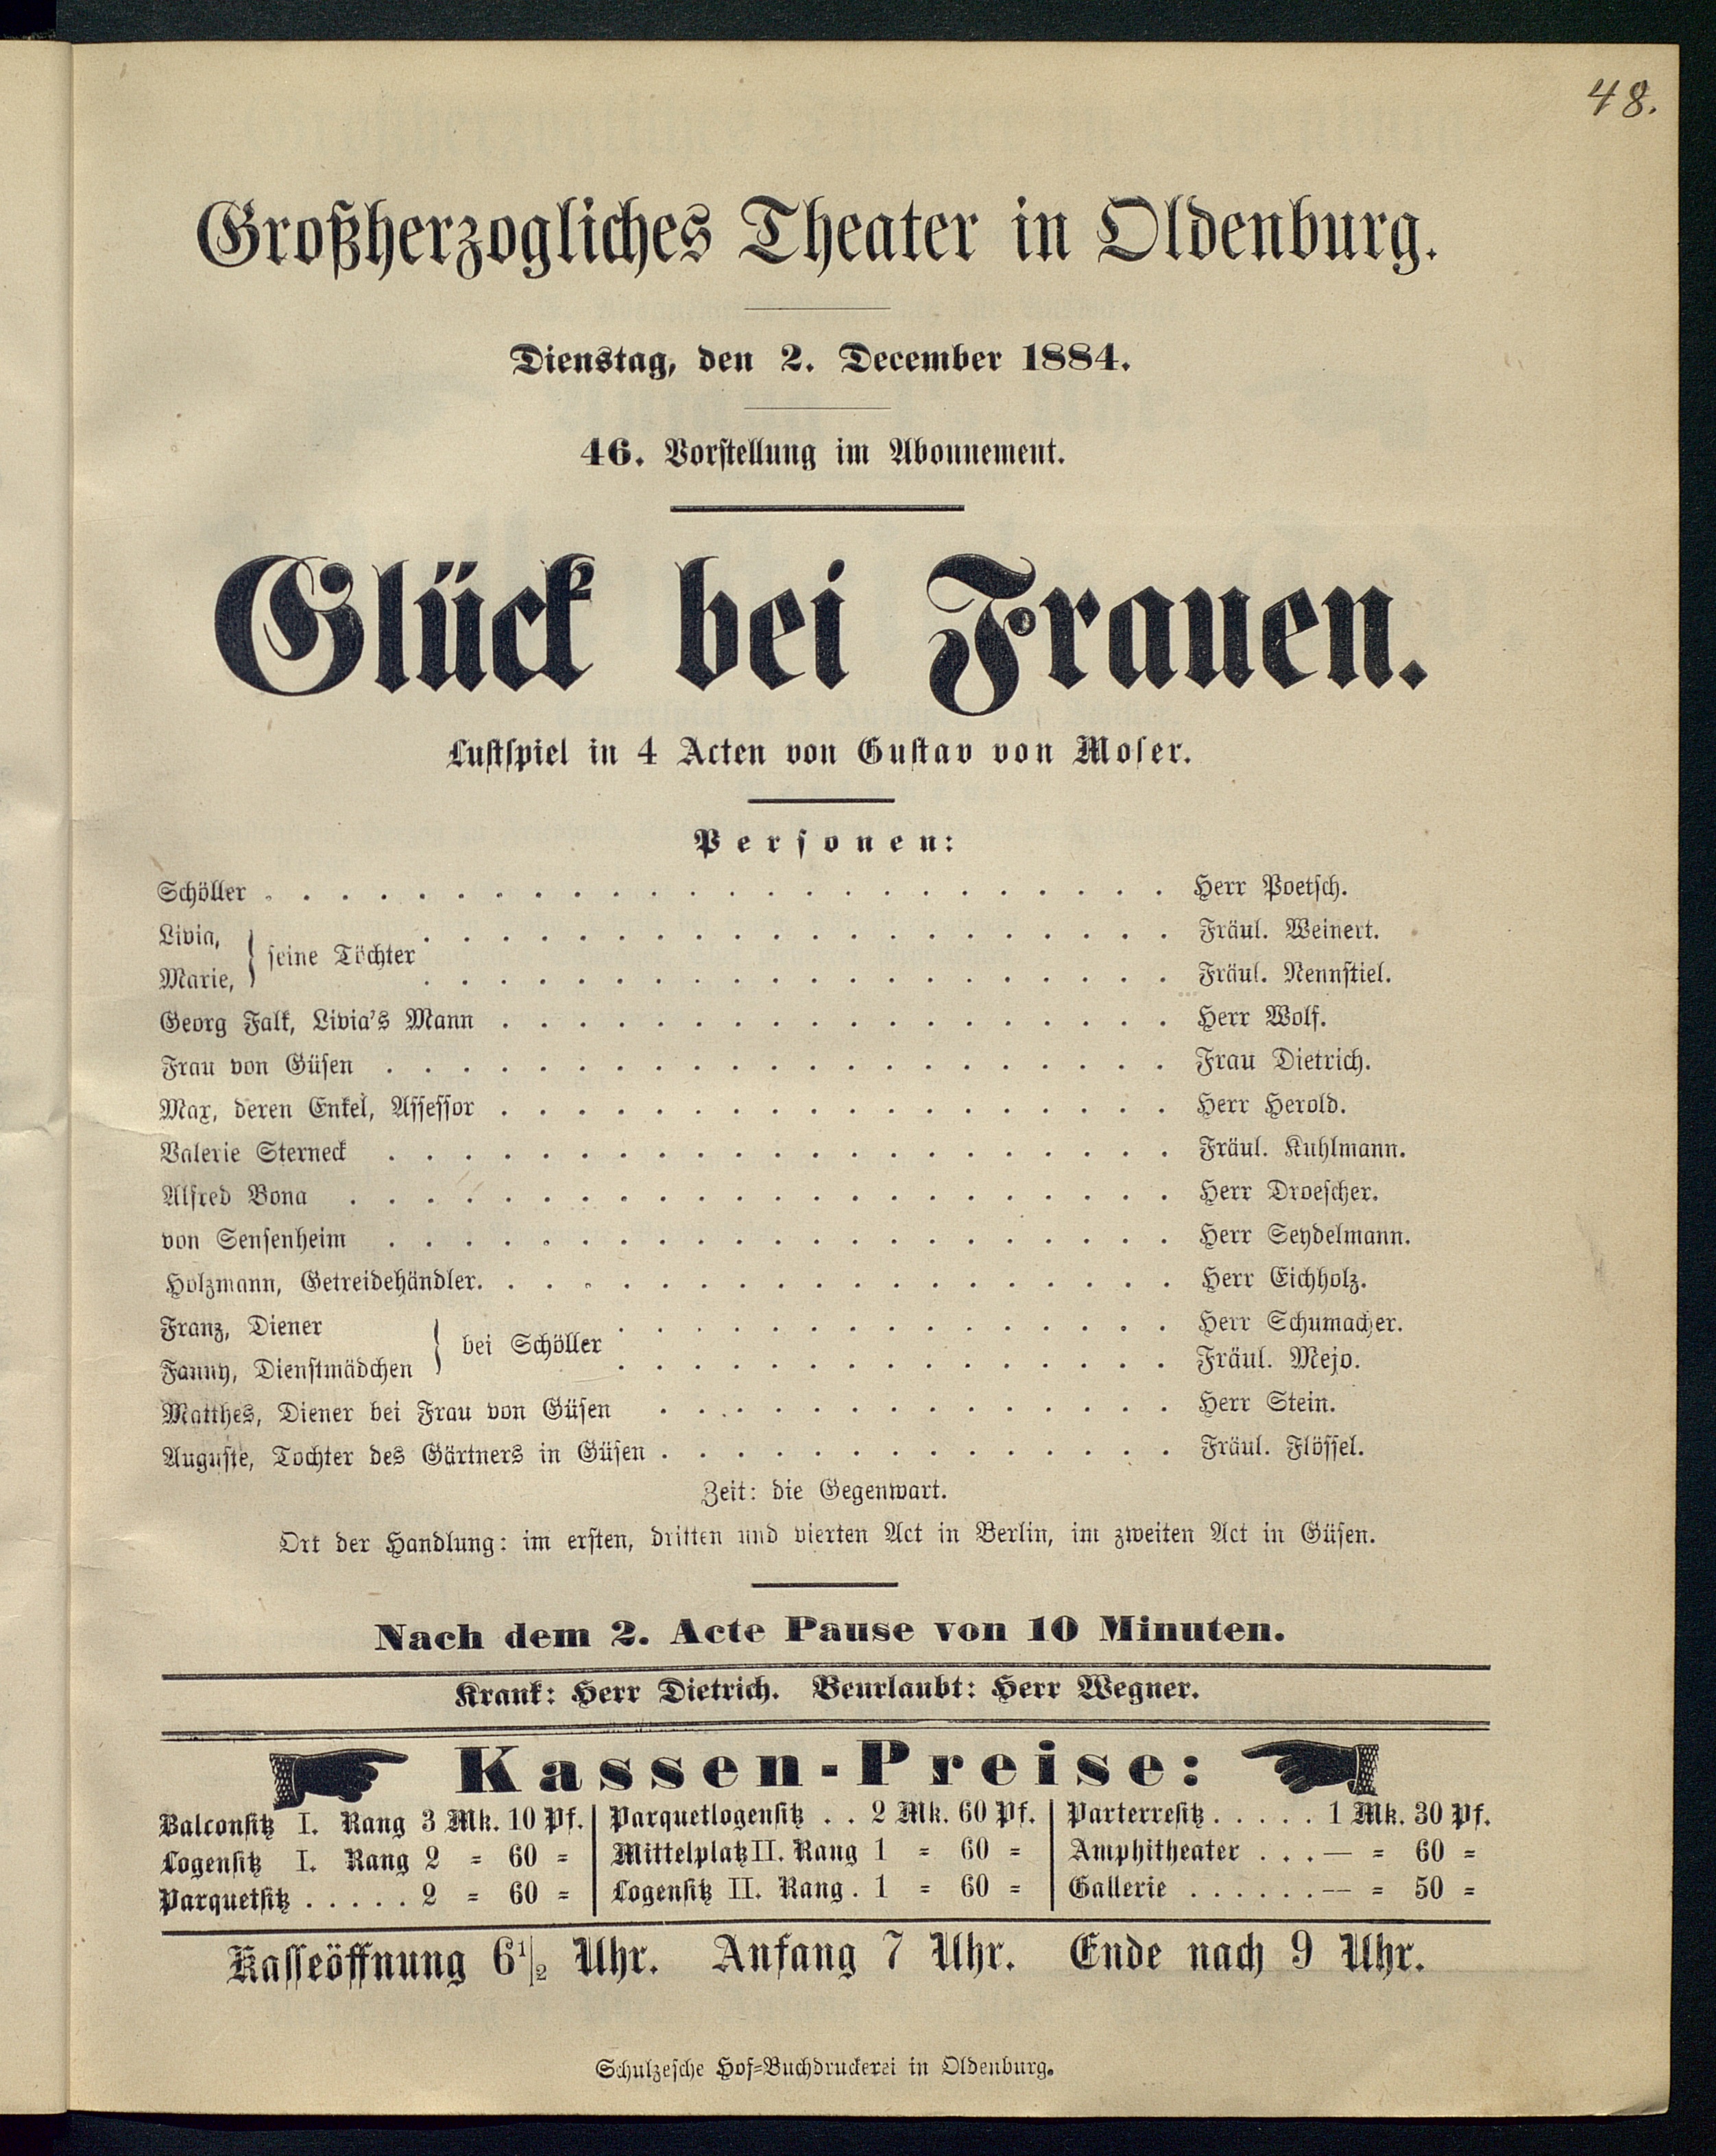 48.
Großherzogliches Theater in Oldenburg.
Dienstag, den 2. December 1884.
46. Vorstellung im Abonnement.
Glück bei Frauen.
Lustspiel in 4 Acten von Gustav von Moser.
Personen:
Schöller . . . . . . . . . . Herr Poetsch.
Livia, } seine Töchter . . . . . . . . . . Fräul. Weinert.
Marie, } . . . . . . . . . . Fräul. Nennstiel.
Georg Falk, Livia's Mann . . . . . . . . . . Herr Wolf.
Frau von Güsen . . . . . . . . . . Frau Dietrich.
Max, deren Enkel, Assessor . . . . . . . . . . Herr Herold.
Valerie Sterneck . . . . . . . . . . Fräul. Kuhlmann.
Alfred Bona . . . . . . . . . . Herr Droescher.
von Sensenheim . . . . . . . . . . Herr Seydelmann.
Holzmann, Getreidehändler. . . . . . . . . . Herr Eichholz.
Franz, Diener } bei Schöller . . . . . . . . . . Herr Schumacher.
Fanny, Dienstmädchen } . . . . . . . . . . Fräul. Mejo.
Matthes, Diener bei Frau von Güsen . . . . . . . . . . Herr Stein.
Auguste, Tochter des Gärtners in Güsen . . . . . . . . . . Fräul. Flössel.
Zeit: die Gegenwart.
Ort der Handlung: im ersten, dritten und vierten Act in Berlin, im zweiten Act in Güsen.
Nach dem 2. Acte Pause von 10 Minuten.
Krank: Herr Dietrich. Beurlaubt: Herr Wegner.
Kassen-Preise:
Balconsitz I. Rang 3 Mk. 10 Pf. | Parquetlogensitz . . 2 Mk. 60 Pf. | Parterresitz . . . . . 1 Mk. 30 Pf.
Logensitz I. Rang 2 = 60 = | Mittelplatz II. Rang 1 = 60 = | Amphitheater . . . — = 60 =
Parquetsitz . . . . . 2 = 60 = | Logensitz II. Rang . 1 = 60 = | Gallerie . . . . . . — = 50 =
Kasseöffnung 6 1/2 Uhr. Anfang 7 Uhr. Ende nach 9 Uhr.
Schulzesche Hof=Buchdruckerei in Oldenburg.